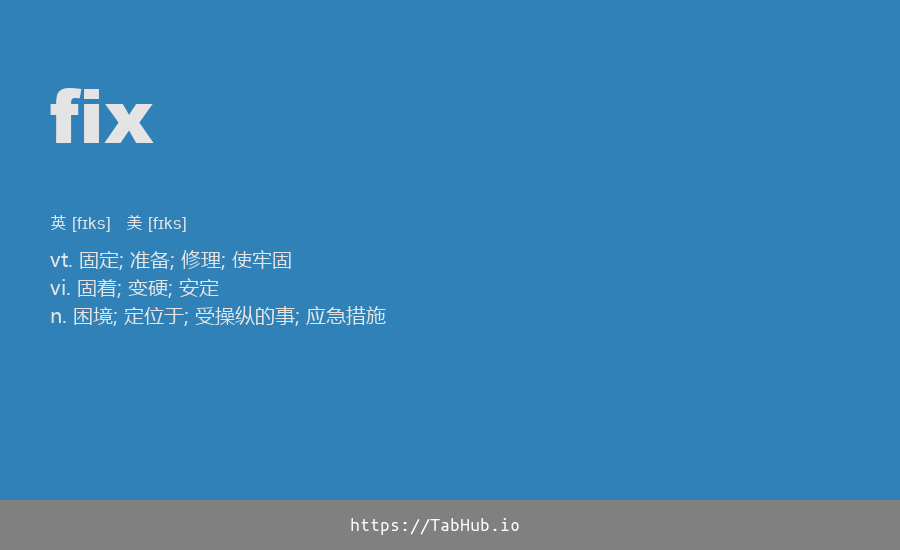 fix
英 [fɪks] 美 [fɪks]
vt. 固定; 准备; 修理; 使牢固
vi. 固着; 变硬; 安定
n. 困境; 定位于; 受操纵的事; 应急措施
https://TabHub.io